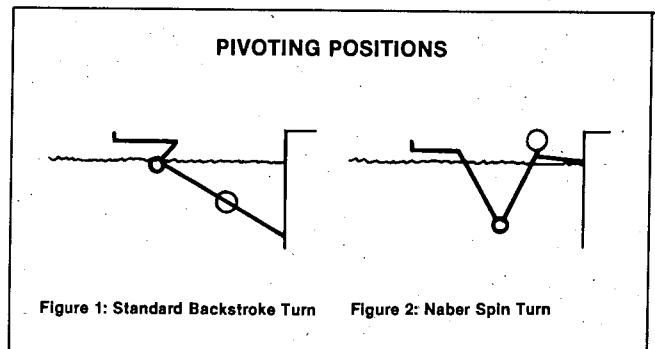 PIVOTING POSITIONS
Figure 1: Standard Backstroke Turn
Figure 2: Naber Spin Turn